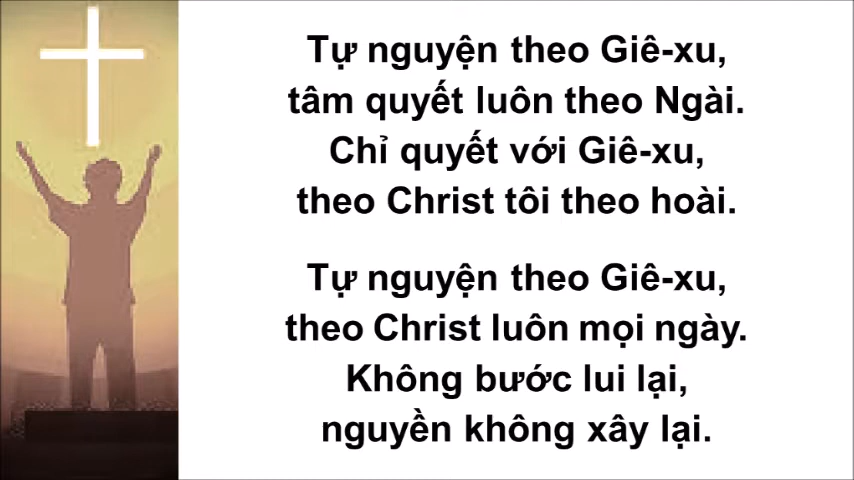 Tự nguyện theo Giê-xu,
tâm quyết luôn theo Ngài.
Chỉ quyết với Giê-xu,
theo Christ tôi theo hoài.
Tự nguyện theo Giê-xu,
theo Christ luôn mọi ngày.
Không bước lui lại,
nguyền không xây lại.